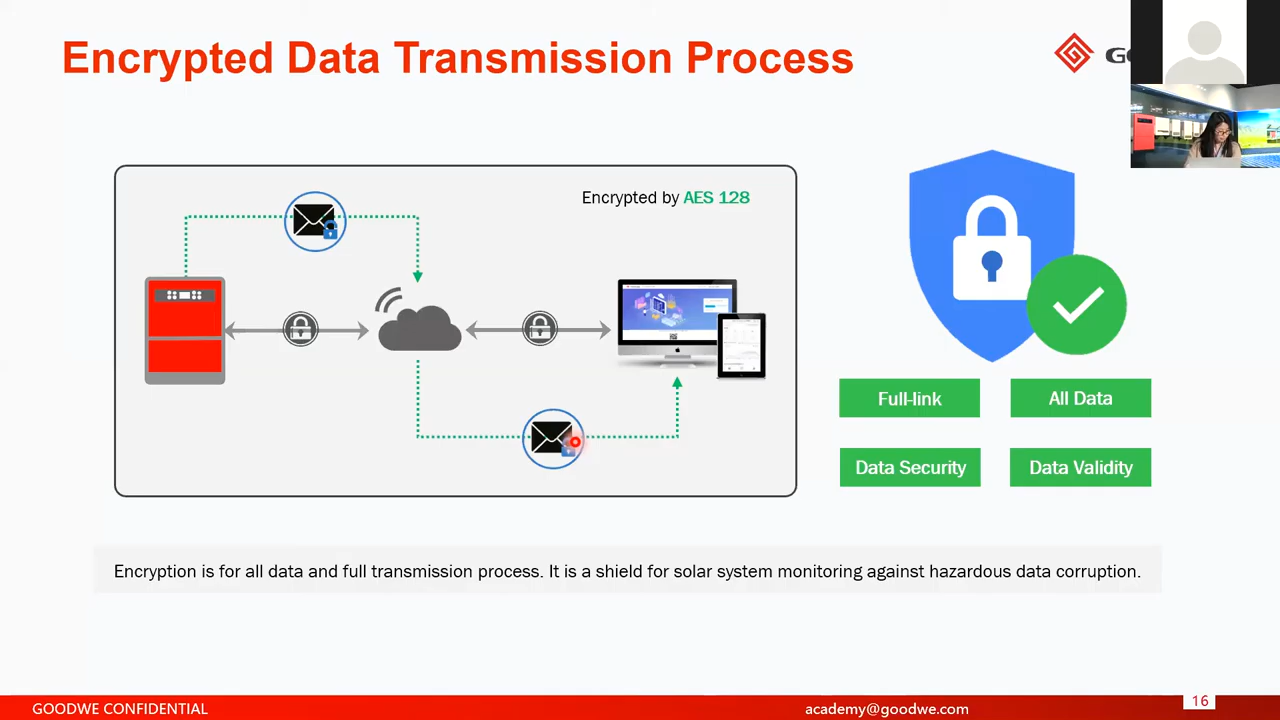 Encrypted Data Transmission Process
Encrypted by AES 128
Full-link
All Data
Data Security
Data Validity
Encryption is for all data and full transmission process. It is a shield for solar system monitoring against hazardous data corruption.
GOODWE CONFIDENTIAL
academy@goodwe.com
16